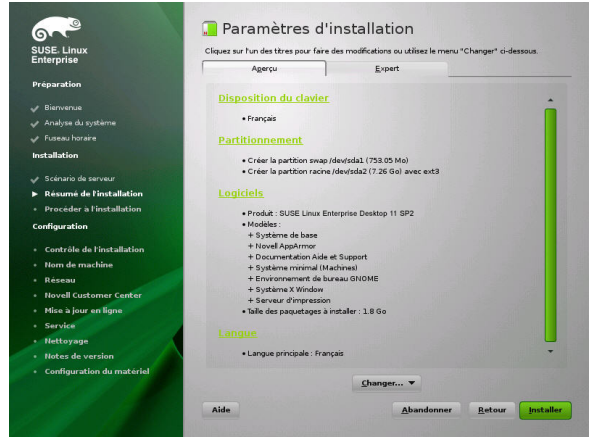 SUSE. Linux
Enterprise
Préparation
Bienvenue
Analyse du système
Fuseau horaire
Installation
Scénario de serveur
Résumé de l'installation
Procéder à l'installation
Configuration
Contrôle de l'installation
Nom de machine
Réseau
Novell Customer Center
Mise à jour en ligne
Service
Nettoyage
Notes de version
Configuration du matériel
Paramètres d'installation
Cliquez sur l'un des titres pour faire des modifications ou utilisez le menu "Changer" ci-dessous.
Aperçu
Expert
Disposition du clavier
• Français
Partitionnement
• Créer la partition swap /dev/sda1 (753.05 Mo)
• Créer la partition racine /dev/sda2 (7.26 Go) avec ext3
Logiciels
• Produit : SUSE Linux Enterprise Desktop 11 SP2
• Modèles :
+ Système de base
+ Novell AppArmor
+ Documentation Aide et Support
+ Système minimal (Machines)
+ Environnement de bureau GNOME
+ Système X Window
+ Serveur d'impression
• Taille des paquetages à installer : 1.8 Go
Langue
• Langue principale : Français
Changer...
Aide
Abandonner
Retour
Installer